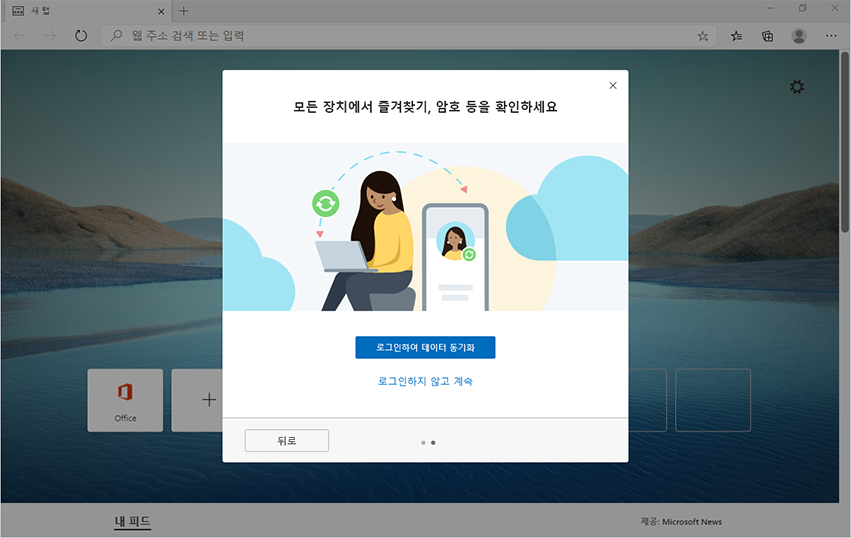 새 탭
웹 주소 검색 또는 입력
모든 장치에서 즐겨찾기, 암호 등을 확인하세요
로그인하여 데이터 동기화
로그인하지 않고 계속
Office
뒤로
내 피드
제공: Microsoft News